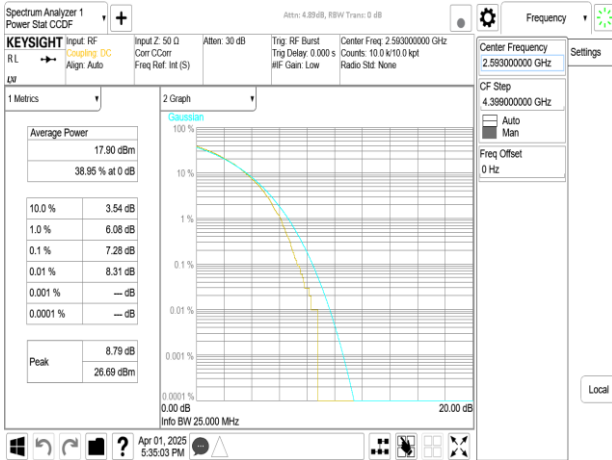 Spectrum Analyzer 1
Power Stat CCDF
Attn: 4.89dB, RBW Trans: 0 dB
Frequency
KEYSIGHT
RL
LXI
Input: RF
Coupling: DC
Align: Auto
Input Z: 50 Ω
Corr CCorr
Freq Ref: Int (S)
Atten: 30 dB
Trig: RF Burst
Trig Delay: 0.000 s
#IF Gain: Low
Center Freq: 2.593000000 GHz
Counts: 10.0 k/10.0 kpt
Radio Std: None
Center Frequency
2.593000000 GHz
Settings
CF Step
4.399000000 GHz
Auto
Man
Freq Offset
0 Hz
Local
1 Metrics
Average Power
17.90 dBm
38.95 % at 0 dB
10.0 % 3.54 dB
1.0 % 6.08 dB
0.1 % 7.28 dB
0.01 % 8.31 dB
0.001 % --- dB
0.0001 % --- dB
Peak
8.79 dB
26.69 dBm
2 Graph
Gaussian
100 %
10 %
1 %
0.1 %
0.01 %
0.001 %
0.0001 %
0.00 dB
20.00 dB
Info BW 25.000 MHz
?
Apr 01, 2025
5:35:03 PM